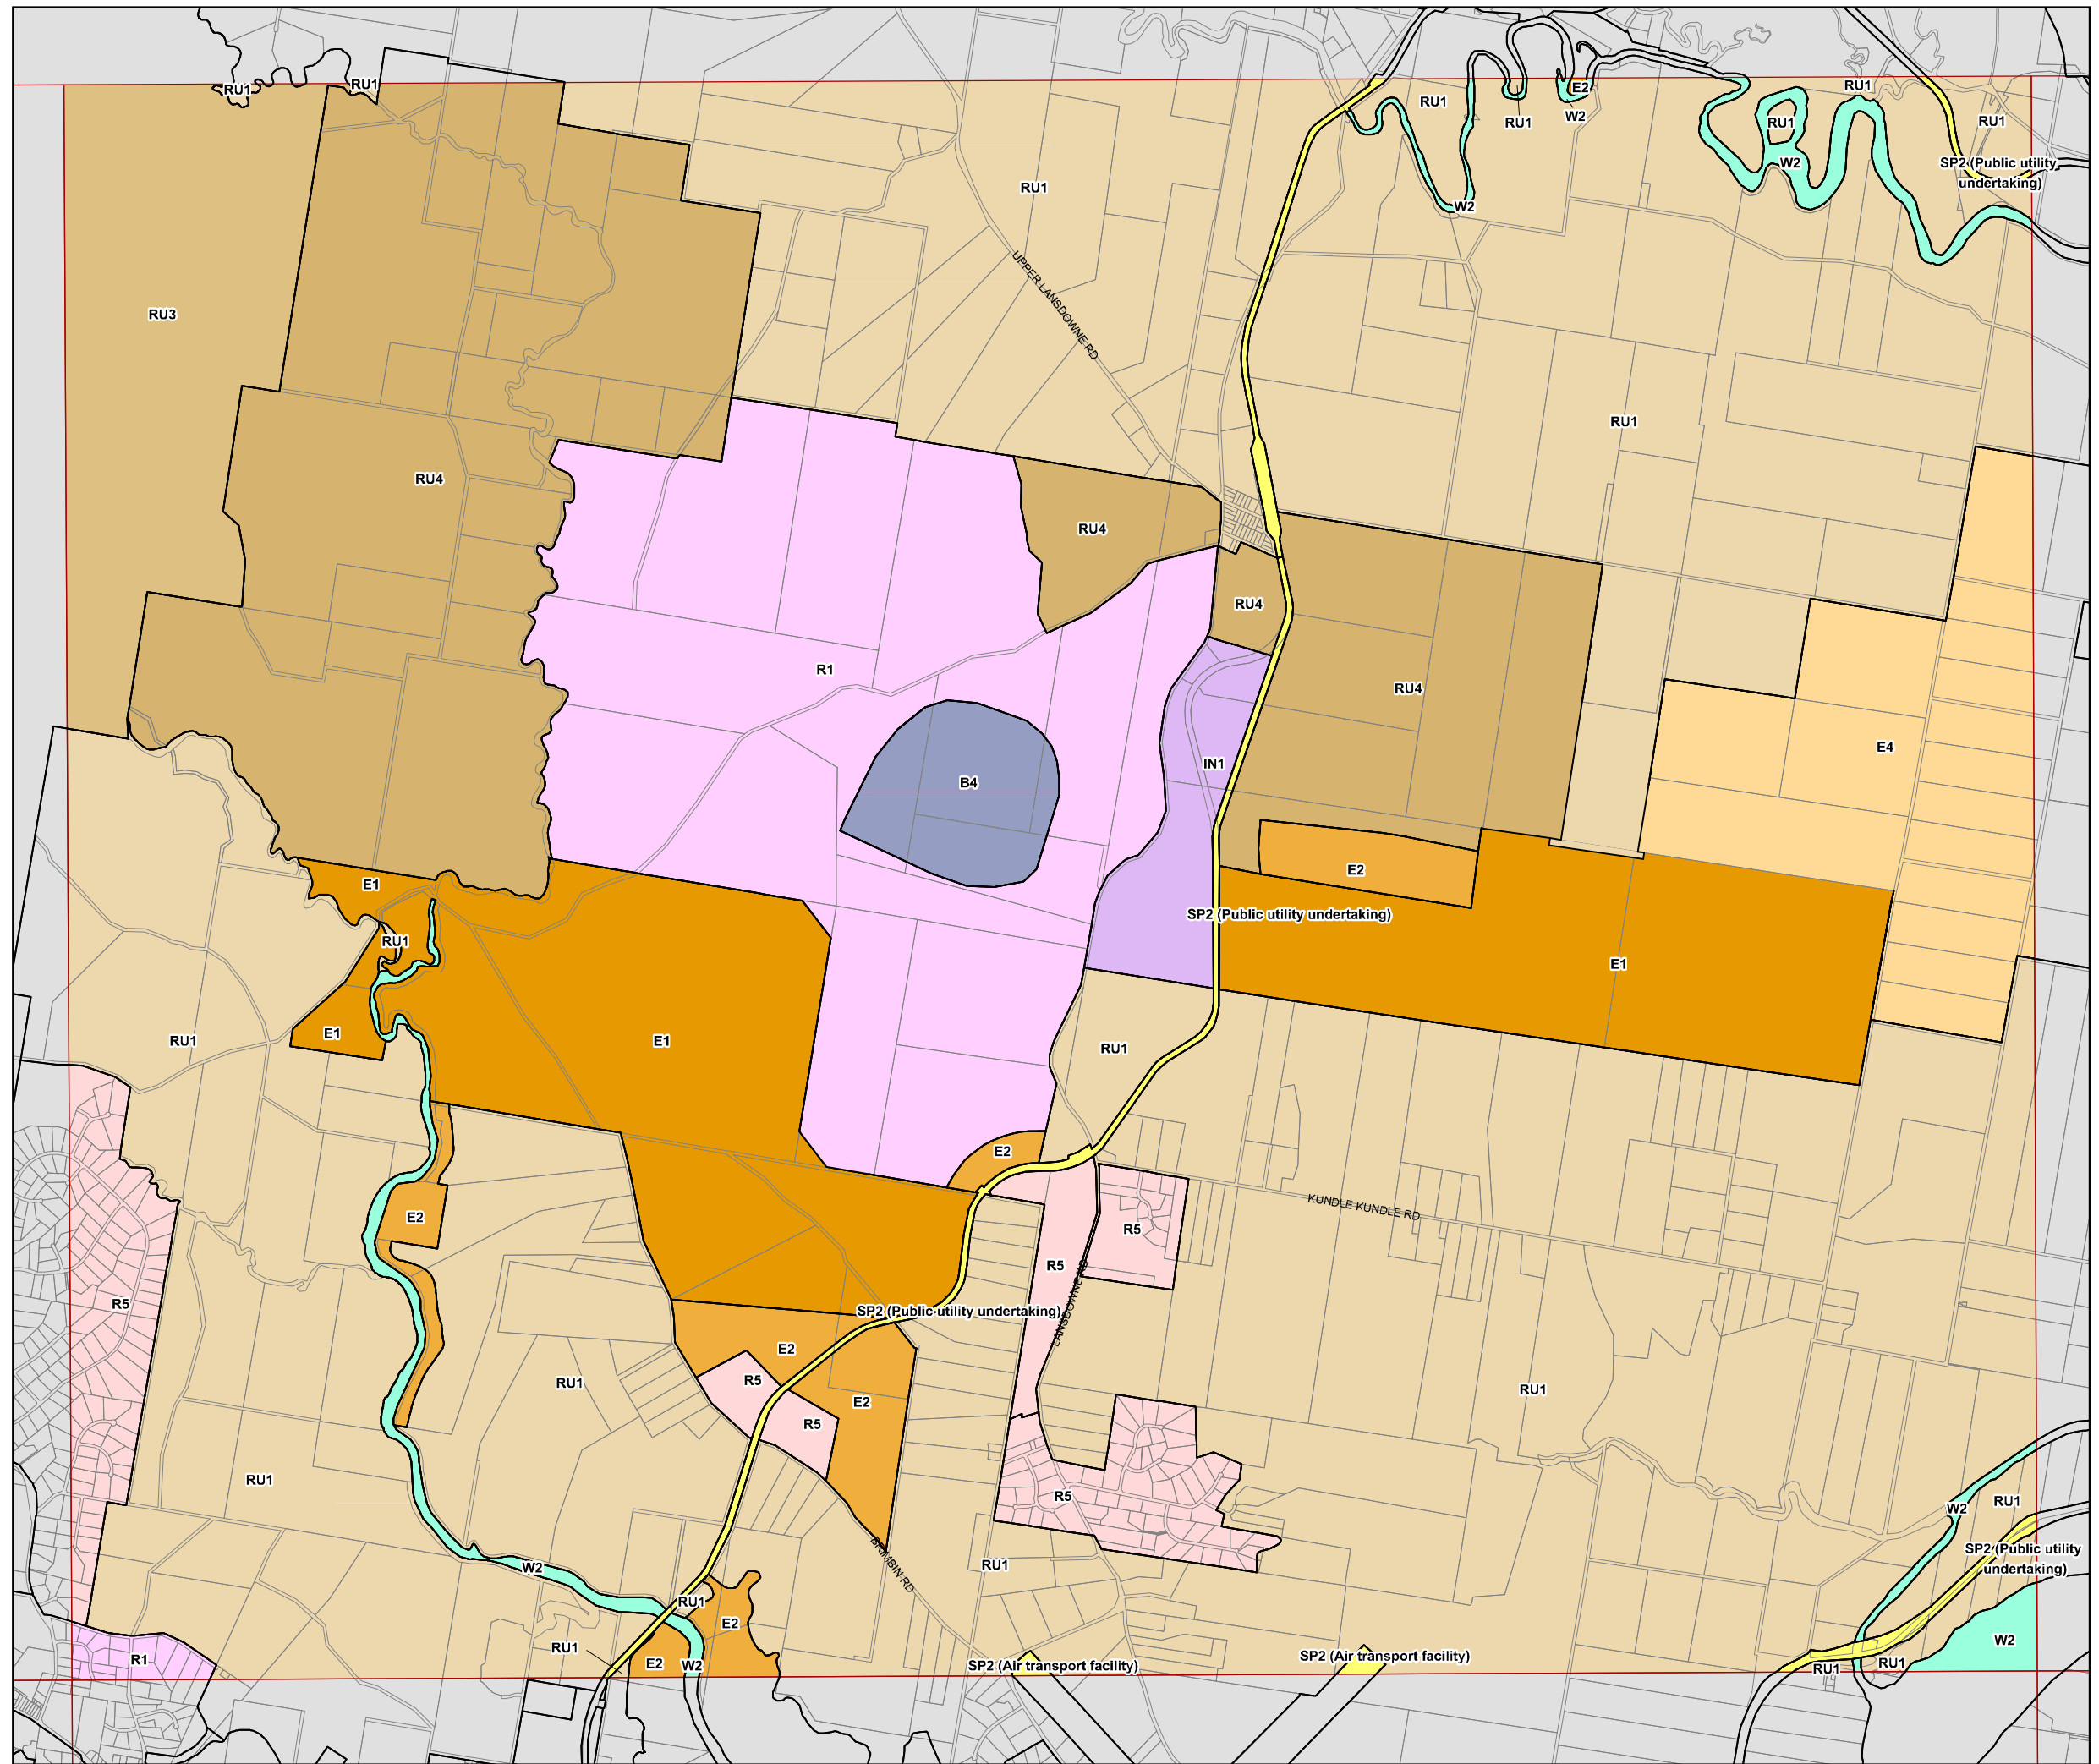 RU1
RU1
E2
RU1
RU1
RU1
W2
RU1
RU1
RU1
W2
SP2 (Public utility
undertaking)
RU1
W2
UPPER LANSDOWNE RD
RU3
RU1
RU4
RU4
RU4
R1
RU4
IN1
E4
B4
E2
E1
SP2 (Public utility undertaking)
RU1
E1
E1
RU1
E1
RU1
E2
KUNDLE KUNDLE RD
E2
R5
R5
LANSDOWNE RD
R5
SP2 (Public utility undertaking)
E2
R5
RU1
RU1
E2
R5
RU1
R5
W2
RU1
SP2 (Public utility
undertaking)
RU1
W2
BRIMBIN RD
RU1
E2
W2
RU1
R1
E2
W2
SP2 (Air transport facility)
SP2 (Air transport facility)
RU1
RU1